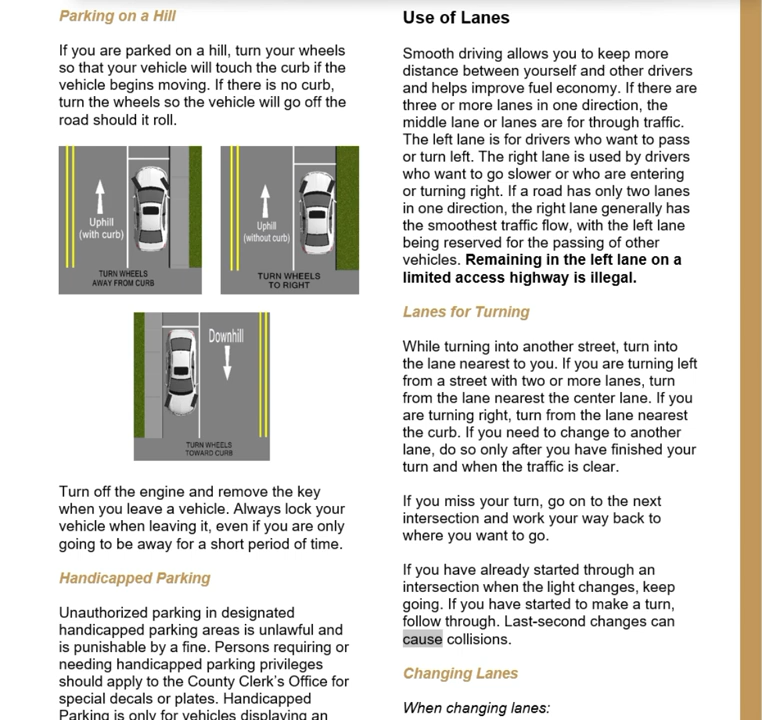 Parking on a Hill
If you are parked on a hill, turn your wheels
so that your vehicle will touch the curb if the
vehicle begins moving. If there is no curb,
turn the wheels so the vehicle will go off the
road should it roll.
Uphill
(with curb)
TURN WHEELS
AWAY FROM CURB
Uphill
(without curb)
TURN WHEELS
TO RIGHT
Downhill
TURN WHEELS
TOWARD CURB
Turn off the engine and remove the key
when you leave a vehicle. Always lock your
vehicle when leaving it, even if you are only
going to be away for a short period of time.
Handicapped Parking
Unauthorized parking in designated
handicapped parking areas is unlawful and
is punishable by a fine. Persons requiring or
needing handicapped parking privileges
should apply to the County Clerk's Office for
special decals or plates. Handicapped
Parking is only for vehicles displaying an
Use of Lanes
Smooth driving allows you to keep more
distance between yourself and other drivers
and helps improve fuel economy. If there are
three or more lanes in one direction, the
middle lane or lanes are for through traffic.
The left lane is for drivers who want to pass
or turn left. The right lane is used by drivers
who want to go slower or who are entering
or turning right. If a road has only two lanes
in one direction, the right lane generally has
the smoothest traffic flow, with the left lane
being reserved for the passing of other
vehicles. Remaining in the left lane on a
limited access highway is illegal.
Lanes for Turning
While turning into another street, turn into
the lane nearest to you. If you are turning left
from a street with two or more lanes, turn
from the lane nearest the center lane. If you
are turning right, turn from the lane nearest
the curb. If you need to change to another
lane, do so only after you have finished your
turn and when the traffic is clear.
If you miss your turn, go on to the next
intersection and work your way back to
where you want to go.
If you have already started through an
intersection when the light changes, keep
going. If you have started to make a turn,
follow through. Last-second changes can
cause collisions.
Changing Lanes
When changing lanes: